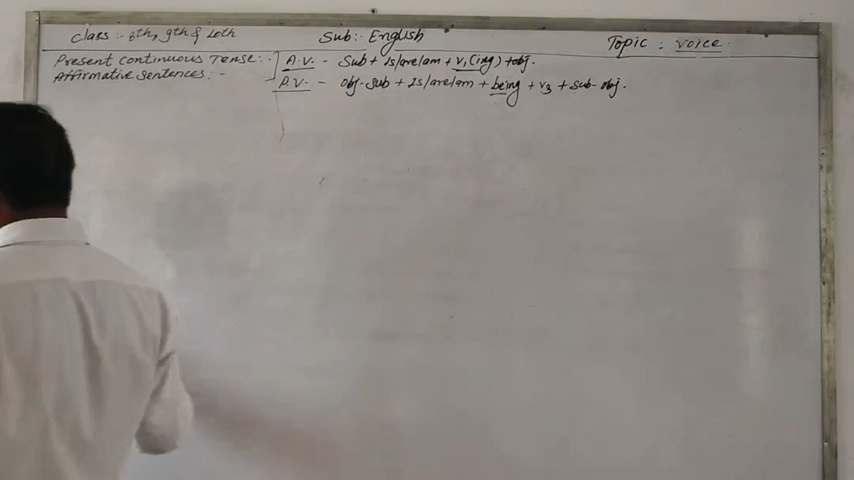 Class :- 8th, 9th & 10th Sub:- English Topic : voice.
Present continuous Tense:- A.V. - Sub + Is/are/am + v1(ing) + obj.
Affirmative sentences:- P.V. - obj-sub + Is/are/am + being + v3 + sub-obj.